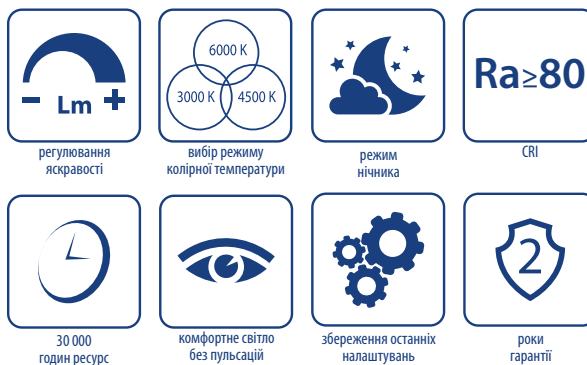 − Lm +
регулювання
яскравості
6000 K
3000 K 4500 K
вибір режиму
колірної температури
режим
нічника
Ra≥80
CRI
30 000
годин ресурс
комфортне світло
без пульсацій
збереження останніх
налаштувань
2
роки
гарантії